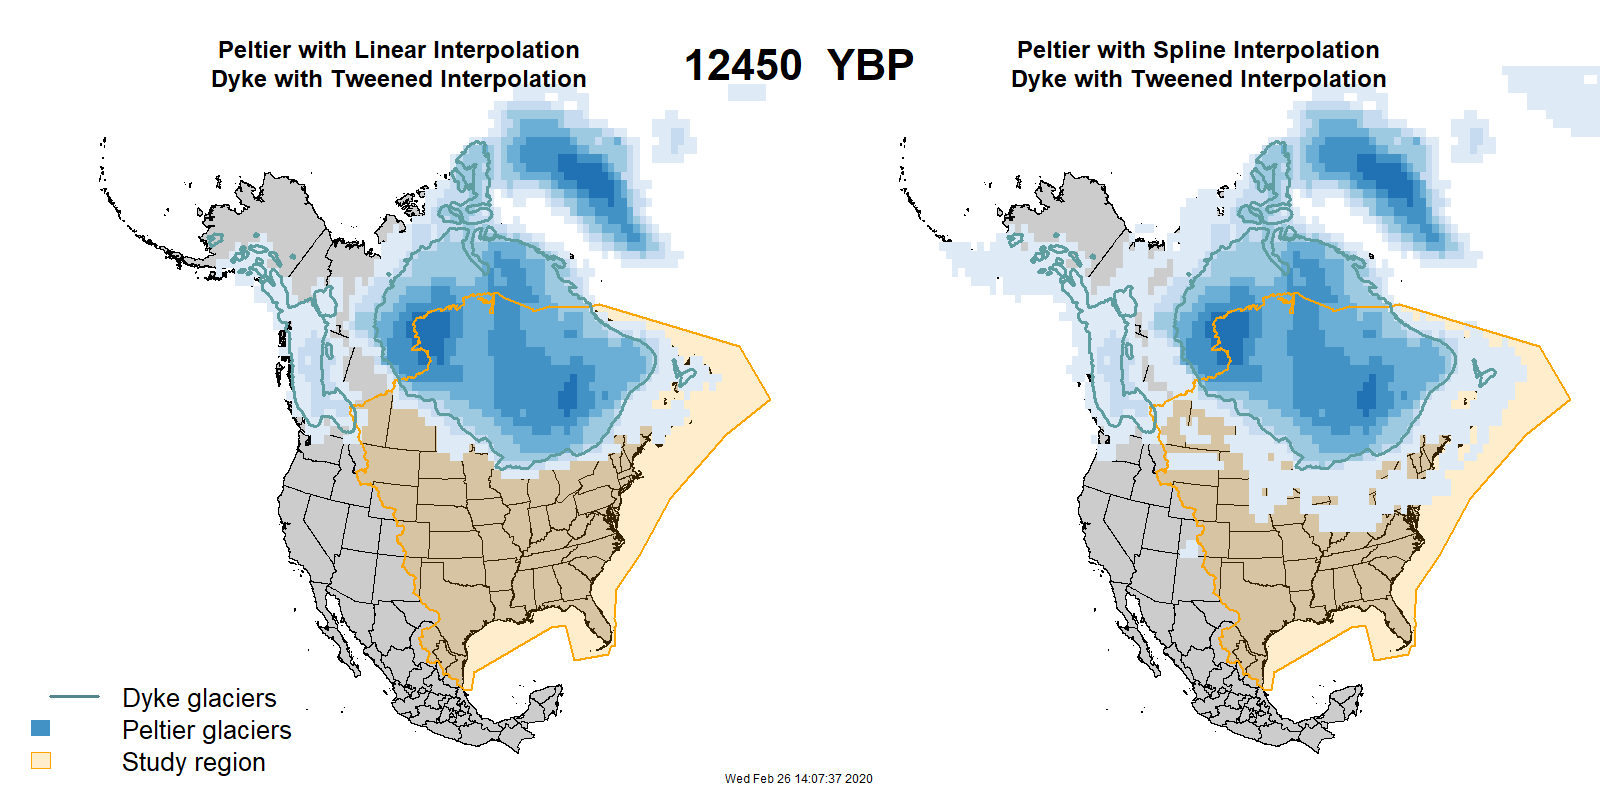 Peltier with Linear Interpolation
Dyke with Tweened Interpolation
12450 YBP
Peltier with Spline Interpolation
Dyke with Tweened Interpolation
Dyke glaciers
Peltier glaciers
Study region
Wed Feb 26 14:07:37 2020